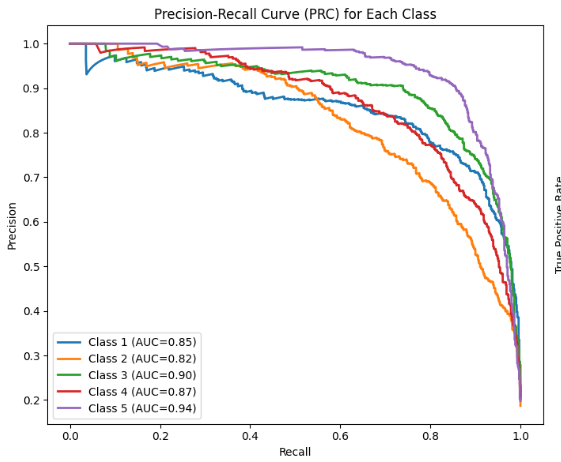 Precision-Recall Curve (PRC) for Each Class
1.0
0.9
0.8
0.7
0.6
0.5
0.4
0.3
0.2
Precision
True Positive Rate
Class 1 (AUC=0.85)
Class 2 (AUC=0.82)
Class 3 (AUC=0.90)
Class 4 (AUC=0.87)
Class 5 (AUC=0.94)
0.0 0.2 0.4 0.6 0.8 1.0
Recall